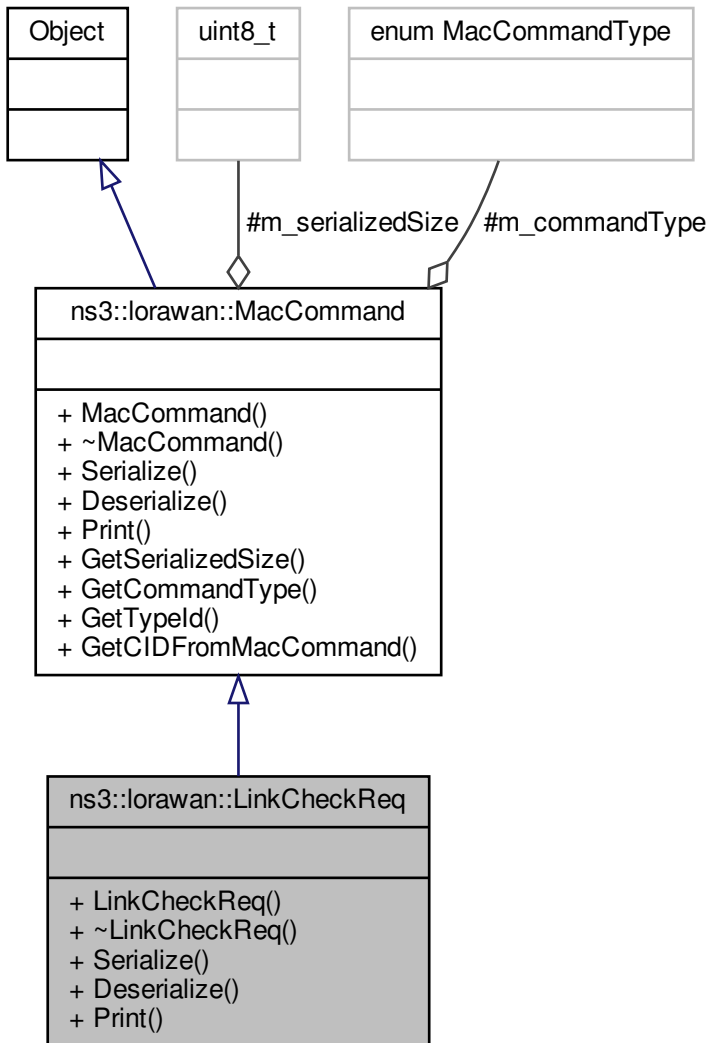 Object
uint8_t
enum MacCommandType
#m_serializedSize
#m_commandType
ns3::lorawan::MacCommand
+ MacCommand()
+ ~MacCommand()
+ Serialize()
+ Deserialize()
+ Print()
+ GetSerializedSize()
+ GetCommandType()
+ GetTypeId()
+ GetCIDFromMacCommand()
ns3::lorawan::LinkCheckReq
+ LinkCheckReq()
+ ~LinkCheckReq()
+ Serialize()
+ Deserialize()
+ Print()